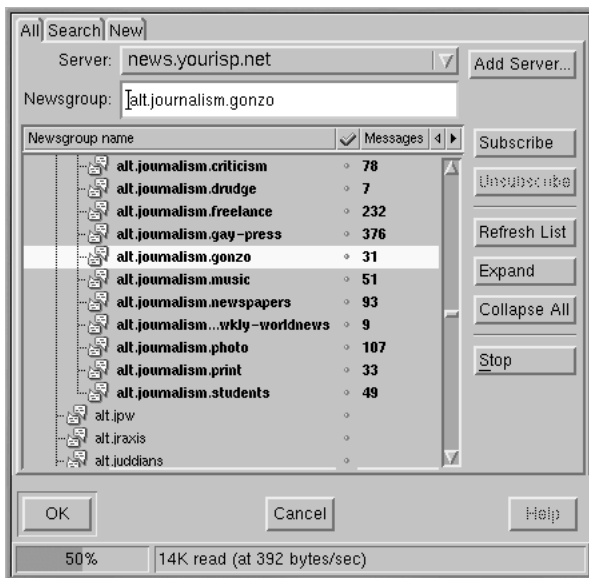 All Search New
Server: news.yourisp.net Add Server...
Newsgroup: alt.journalism.gonzo
Newsgroup name Messages
Subscribe
alt.journalism.criticism 78
alt.journalism.drudge 7
Unsubscribe
alt.journalism.freelance 232
alt.journalism.gay-press 376
Refresh List
alt.journalism.gonzo 31
alt.journalism.music 51
Expand
alt.journalism.newspapers 93
Collapse All
alt.journalism...wkly-worldnews 9
alt.journalism.photo 107
alt.journalism.print 33
Stop
alt.journalism.students 49
alt.jpw
alt.jraxis
alt.juddians
OK Cancel Help
50% 14K read (at 392 bytes/sec)